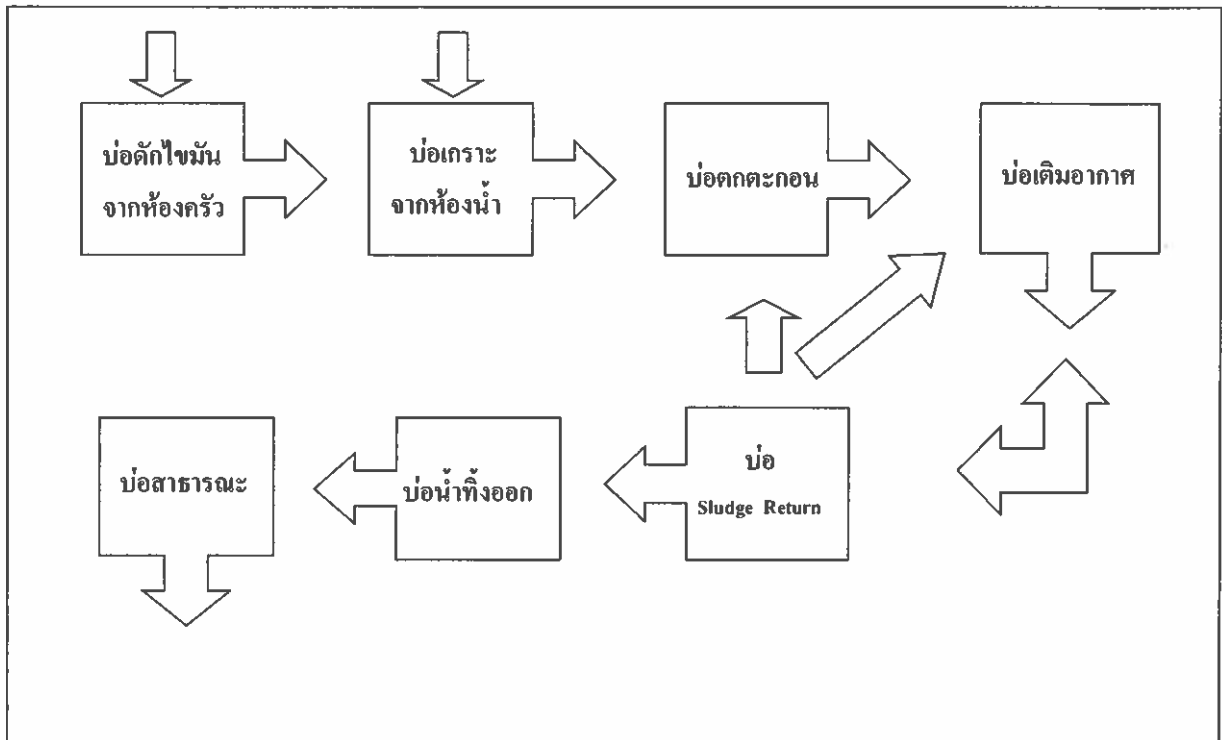 บ่อดักไขมัน
จากห้องครัว
บ่อเกราะ
จากห้องน้ำ
บ่อตกตะกอน
บ่อเติมอากาศ
บ่อสาธารณะ
บ่อน้ำทิ้งออก
บ่อ
Sludge Return